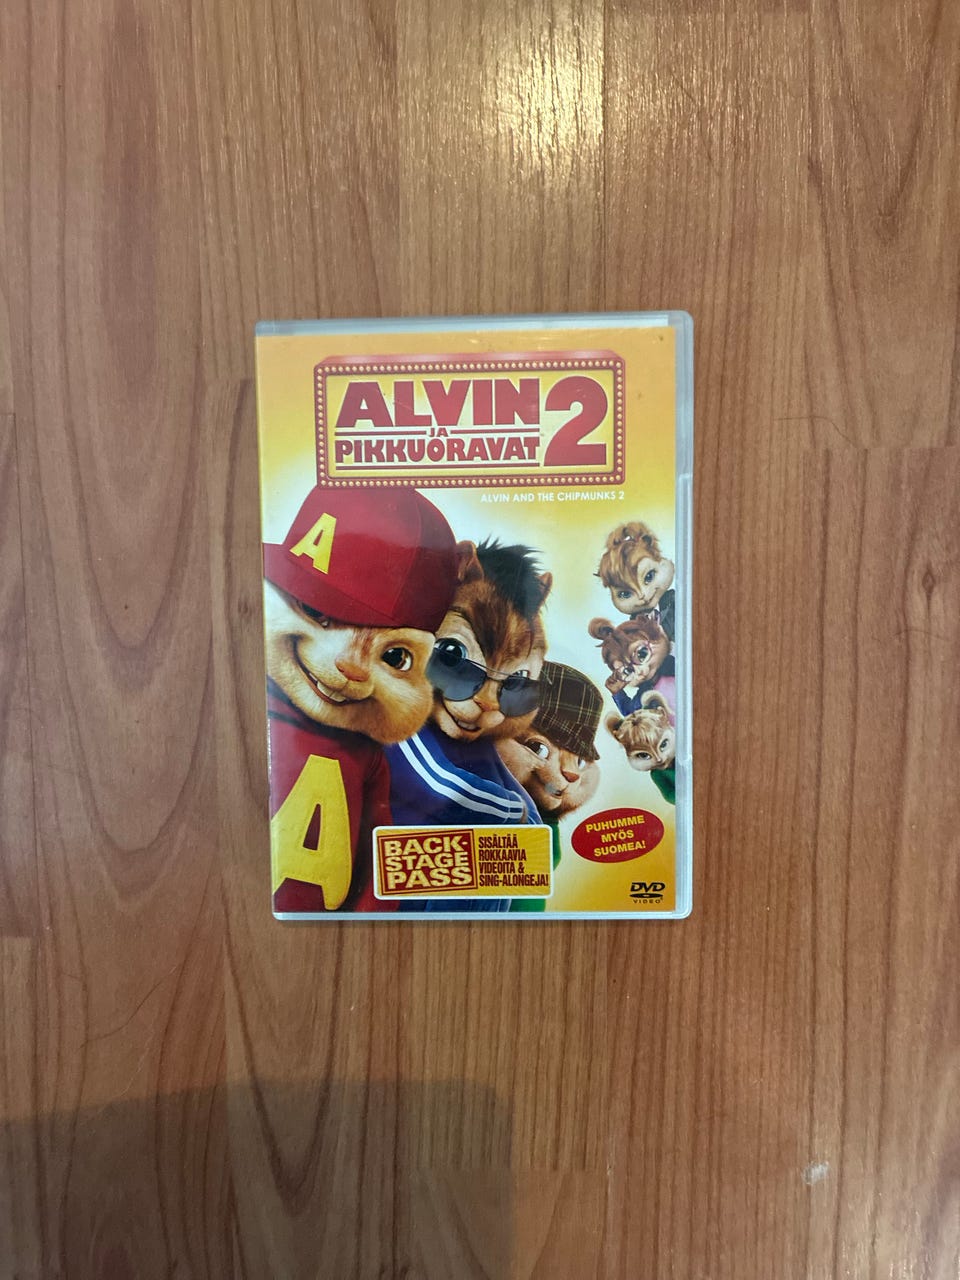 ALVIN
JA
PIKKUORAVAT
2
ALVIN AND THE CHIPMUNKS 2
A
A
BACK-
STAGE
PASS
SISÄLTÄÄ
ROKKAAVIA
VIDEOITA &
SING-ALONGEJA!
PUHUMME
MYÖS
SUOMEA!
DVD
VIDEO